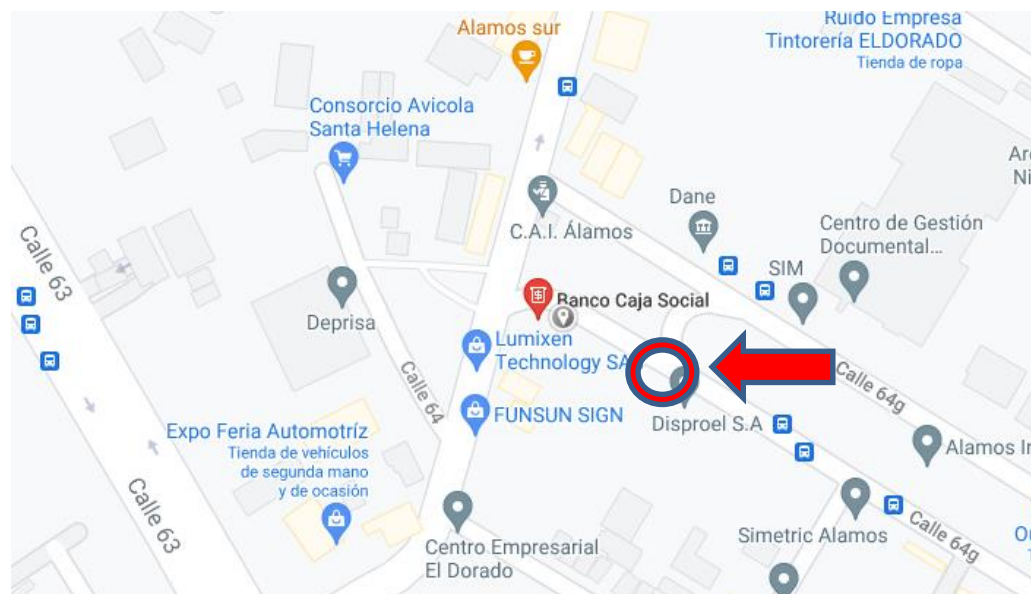 Alamos sur
Ruido Empresa
Tintorería ELDORADO
Tienda de ropa
Consorcio Avicola
Santa Helena
Dane
C.A.I. Álamos
Centro de Gestión
Documental...
SIM
Calle 63
Banco Caja Social
Deprisa
Lumixen
Technology SA
Calle 64
Calle 64g
FUNSUN SIGN
Disproel S.A
Expo Feria Automotríz
Tienda de vehículos
de segunda mano
y de ocasión
Alamos
Calle 63
Simetric Alamos
Calle 64g
Centro Empresarial
El Dorado